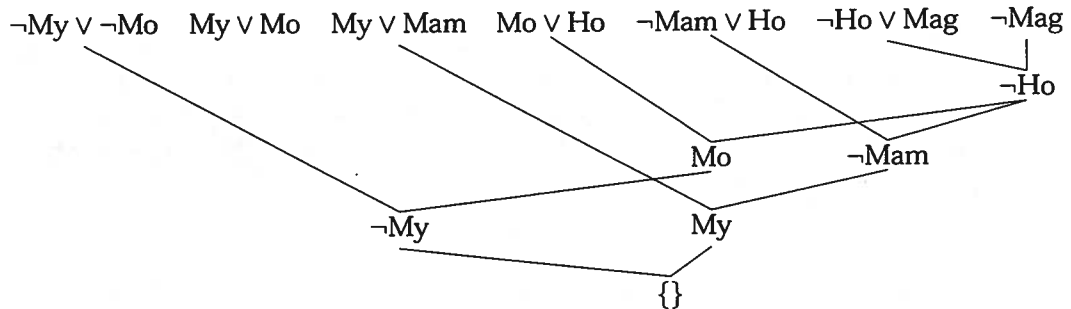 ¬My ∨ ¬Mo My ∨ Mo My ∨ Mam Mo ∨ Ho ¬Mam ∨ Ho ¬Ho ∨ Mag ¬Mag
¬Ho
Mo ¬Mam
¬My My
{}